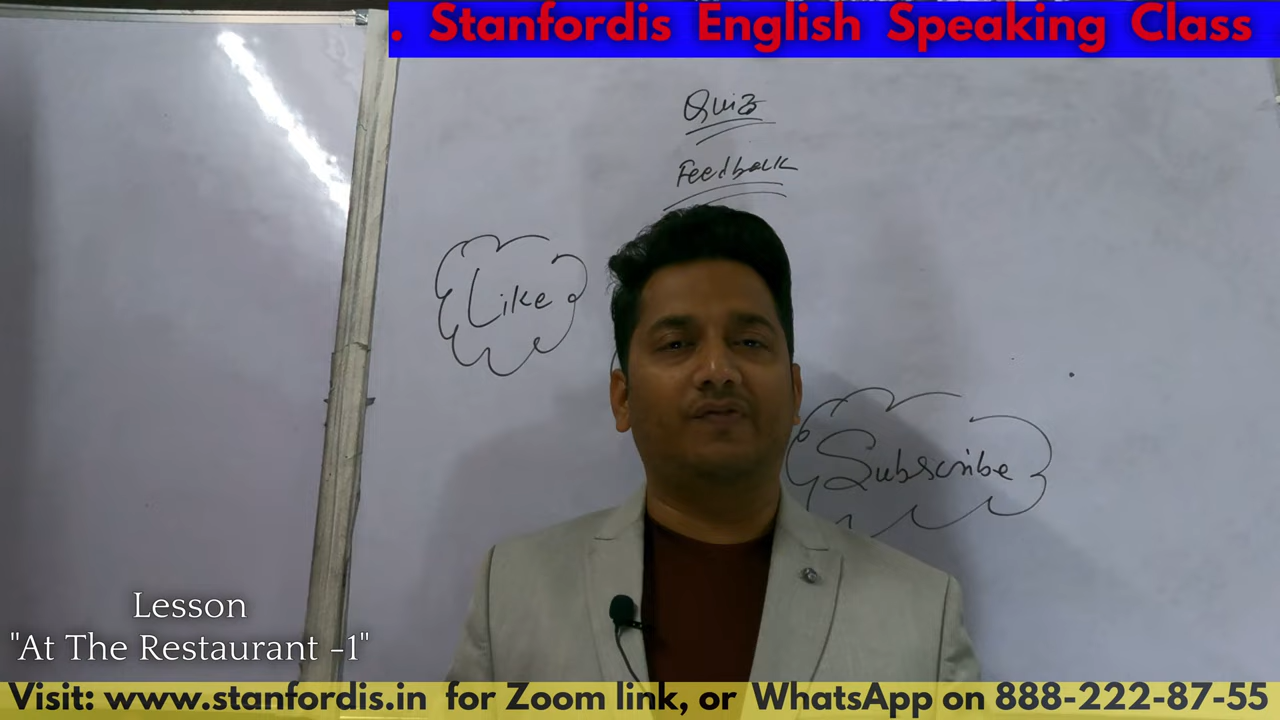 . Stanfordis English Speaking Class
Quiz
Feedback
Like
Subscribe
Lesson
"At The Restaurant -1"
Visit: www.stanfordis.in for Zoom link, or WhatsApp on 888-222-87-55